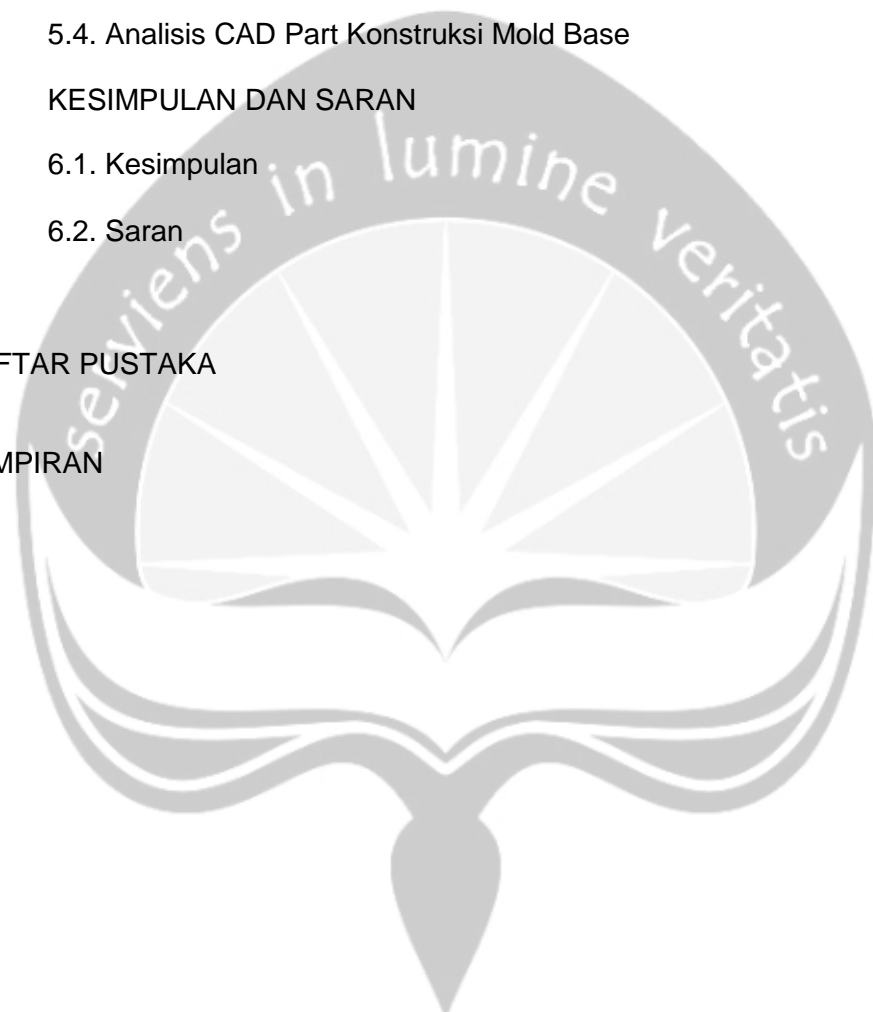 5.4. Analisis CAD Part Konstruksi Mold Base
KESIMPULAN DAN SARAN
6.1. Kesimpulan
6.2. Saran
FTAR PUSTAKA
MPIRAN
serviens in lumine veritatis